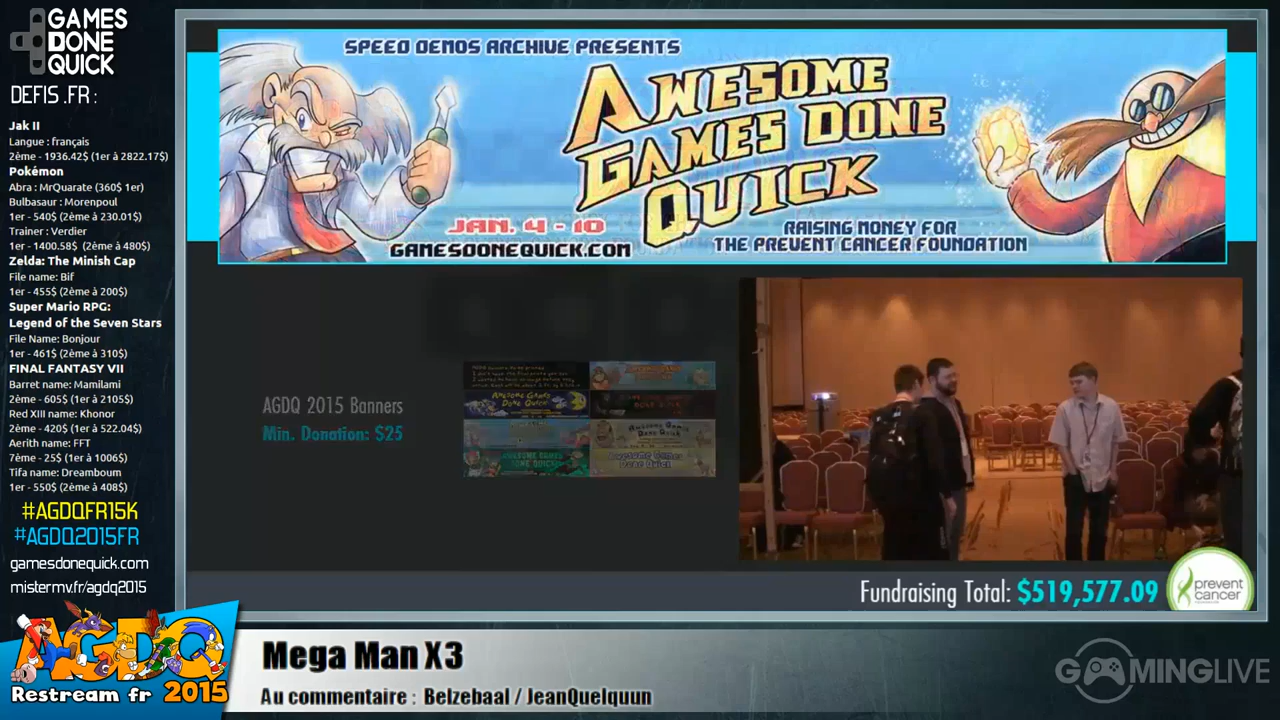 GAMES
DONE
QUICK
DEFIS .FR :
Jak II
Langue : français
2ème - 1936.42$ (1er à 2822.17$)
Pokémon
Abra : MrQuarate (360$ 1er)
Bulbasaur : Morenpoul
1er - 540$ (2ème à 230.01$)
Trainer : Verdier
1er - 1400.58$ (2ème à 480$)
Zelda: The Minish Cap
File name: Bif
1er - 455$ (2ème à 200$)
Super Mario RPG:
Legend of the Seven Stars
File Name: Bonjour
1er - 461$ (2ème à 310$)
FINAL FANTASY VII
Barret name: Mamilami
2ème - 605$ (1er à 2105$)
Red XIII name: Khonor
2ème - 420$ (1er à 522.04$)
Aerith name: FFT
7ème - 25$ (1er à 1006$)
Tifa name: Dreamboum
1er - 550$ (2ème à 408$)
#AGDQFR15K
#AGDQ2015FR
gamesdonequick.com
mistermv.fr/agdq2015
AGDQ
Restream fr 2015
SPEED DEMOS ARCHIVE PRESENTS
AWESOME
GAMES DONE
QUICK
JAN. 4 - 10
GAMESDONEQUICK.COM
RAISING MONEY FOR
THE PREVENT CANCER FOUNDATION
AGDQ 2015 Banners
Min. Donation: $25
Awesome Games
Done Quick
Fundraising Total: $519,577.09
prevent
cancer
Mega Man X3
Au commentaire : Belzebaal / JeanQuelquun
GAMINGLIVE